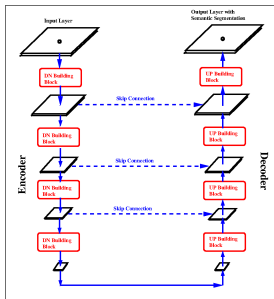 Input Layer
Output Layer with
Semantic Segmentation
DN Building
Block
UP Building
Block
Skip Connection
DN Building
Block
UP Building
Block
Skip Connection
Encoder
Decoder
DN Building
Block
UP Building
Block
Skip Connection
DN Building
Block
UP Building
Block